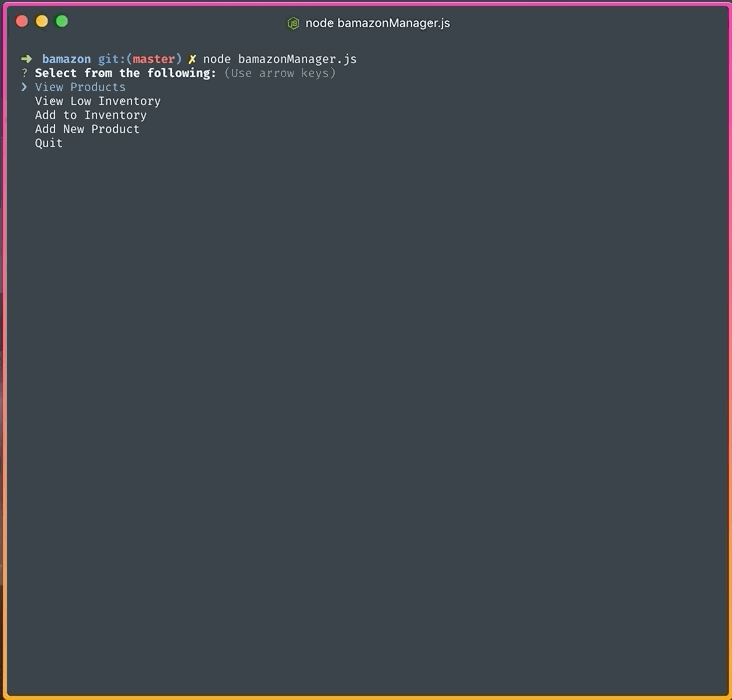 node bamazonManager.js
➜ bamazon git:(master) ✗ node bamazonManager.js
? Select from the following: (Use arrow keys)
❯ View Products
View Low Inventory
Add to Inventory
Add New Product
Quit